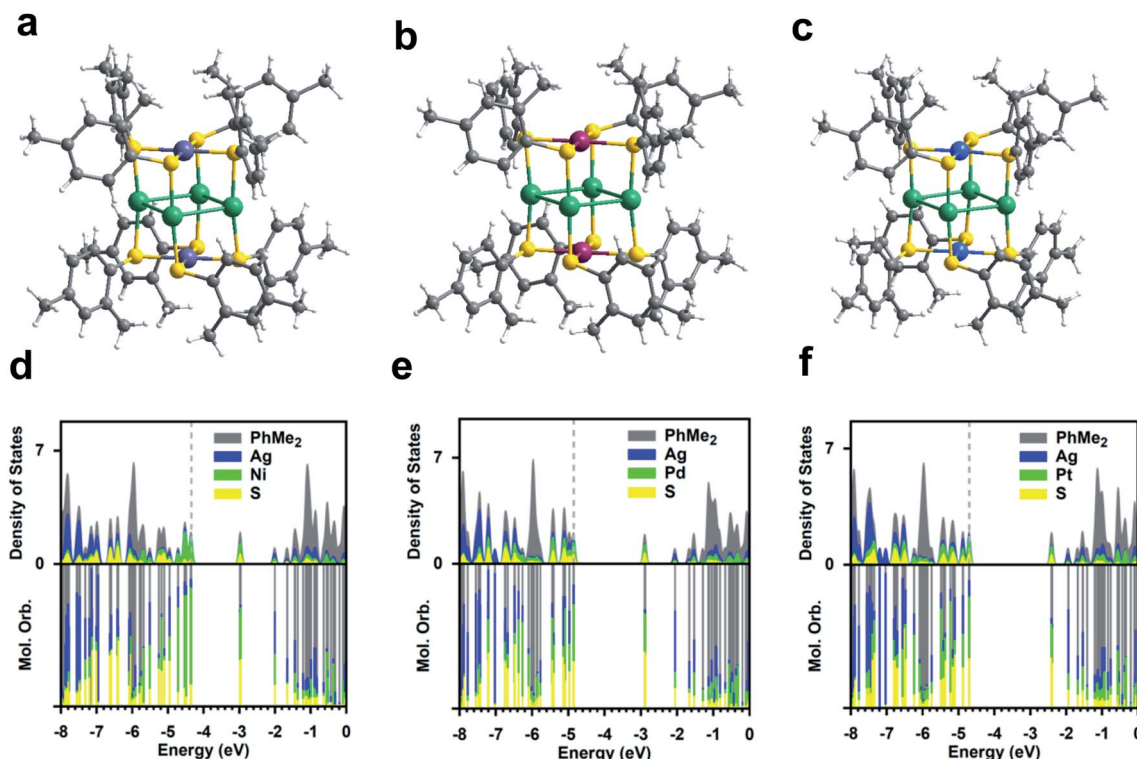 a
b
c
d
e
f
Density of States
7
0
PhMe2
Ag
Ni
S
Mol. Orb.
-8 -7 -6 -5 -4 -3 -2 -1 0
Energy (eV)
Density of States
7
0
PhMe2
Ag
Pd
S
Mol. Orb.
-8 -7 -6 -5 -4 -3 -2 -1 0
Energy (eV)
Density of States
7
0
PhMe2
Ag
Pt
S
Mol. Orb.
-8 -7 -6 -5 -4 -3 -2 -1 0
Energy (eV)